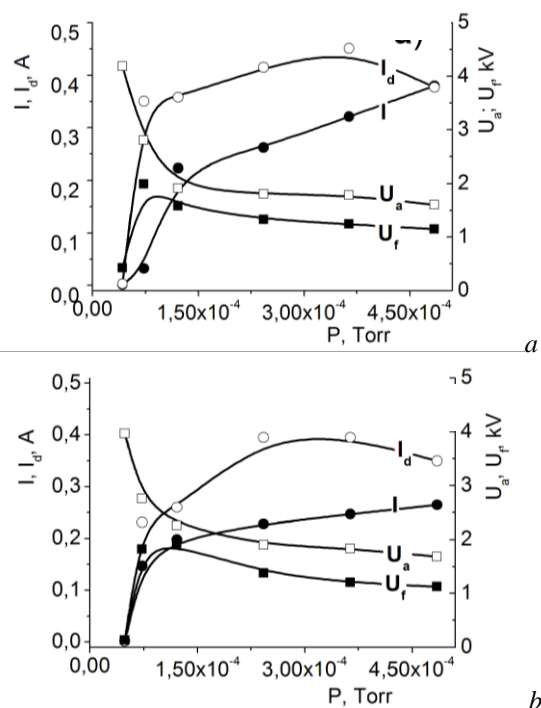 0,5
0,4
0,3
0,2
0,1
0,0
I, I_d, A
5
4
3
2
1
0
U_a; U_f, kV
I_d
I
U_a
U_f
0,00 1,50x10⁻⁴ 3,00x10⁻⁴ 4,50x10⁻⁴
P, Torr
a
0,5
0,4
0,3
0,2
0,1
0,0
I, I_d, A
5
4
3
2
1
0
U_a, U_f, kV
I_d
I
U_a
U_f
0,00 1,50x10⁻⁴ 3,00x10⁻⁴ 4,50x10⁻⁴
P, Torr
b